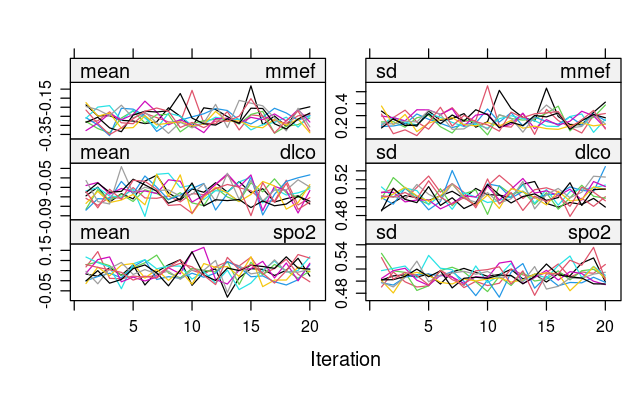 mean mmef sd mmef
-0.35 -0.15 0.2 0.4
mean dlco sd dlco
-0.09 -0.05 0.48 0.52
mean spo2 sd spo2
-0.05 0.15 0.48 0.54
5 10 15 20 5 10 15 20
Iteration